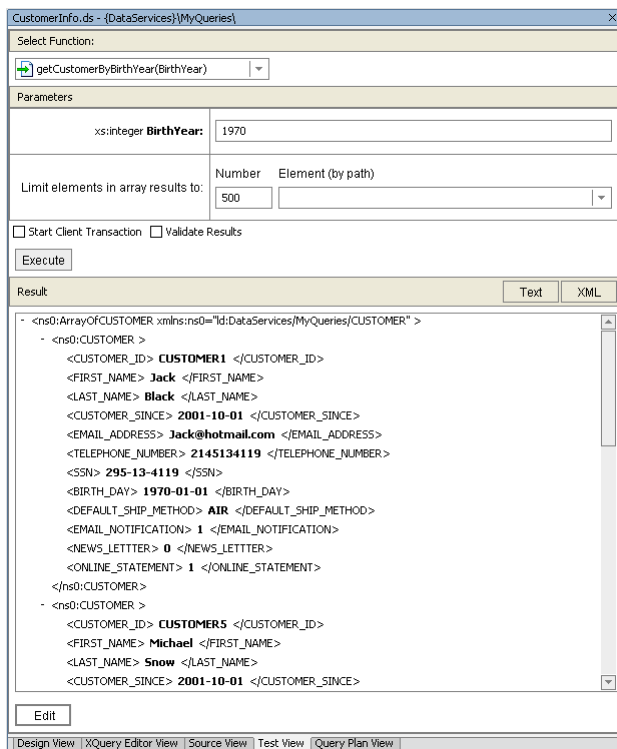 CustomerInfo.ds - {DataServices}\MyQueries\
Select Function:
getCustomerByBirthYear(BirthYear)
Parameters
xs:integer BirthYear: 1970
Number Element (by path)
Limit elements in array results to: 500
Start Client Transaction Validate Results
Execute
Result Text XML
- <ns0:ArrayOfCUSTOMER xmlns:ns0="ld:DataServices/MyQueries/CUSTOMER" >
- <ns0:CUSTOMER >
<CUSTOMER_ID> CUSTOMER1 </CUSTOMER_ID>
<FIRST_NAME> Jack </FIRST_NAME>
<LAST_NAME> Black </LAST_NAME>
<CUSTOMER_SINCE> 2001-10-01 </CUSTOMER_SINCE>
<EMAIL_ADDRESS> Jack@hotmail.com </EMAIL_ADDRESS>
<TELEPHONE_NUMBER> 2145134119 </TELEPHONE_NUMBER>
<SSN> 295-13-4119 </SSN>
<BIRTH_DAY> 1970-01-01 </BIRTH_DAY>
<DEFAULT_SHIP_METHOD> AIR </DEFAULT_SHIP_METHOD>
<EMAIL_NOTIFICATION> 1 </EMAIL_NOTIFICATION>
<NEWS_LETTTER> 0 </NEWS_LETTTER>
<ONLINE_STATEMENT> 1 </ONLINE_STATEMENT>
</ns0:CUSTOMER>
- <ns0:CUSTOMER >
<CUSTOMER_ID> CUSTOMER5 </CUSTOMER_ID>
<FIRST_NAME> Michael </FIRST_NAME>
<LAST_NAME> Snow </LAST_NAME>
<CUSTOMER_SINCE> 2001-10-01 </CUSTOMER_SINCE>
Edit
Design View XQuery Editor View Source View Test View Query Plan View